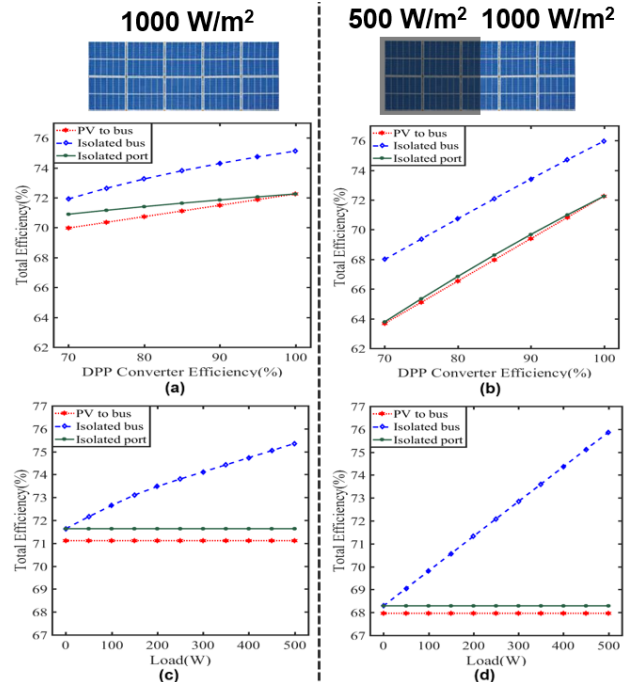 1000 W/m²
500 W/m² 1000 W/m²
Total Efficiency(%)
76
74
72
70
68
66
64
62
PV to bus
Isolated bus
Isolated port
70
80
90
100
DPP Converter Efficiency(%)
(a)
Total Efficiency(%)
76
74
72
70
68
66
64
62
PV to bus
Isolated bus
Isolated port
70
80
90
100
DPP Converter Efficiency(%)
(b)
Total Efficiency(%)
77
76
75
74
73
72
71
70
69
68
67
PV to bus
Isolated bus
Isolated port
0
100
200
300
400
500
Load(W)
(c)
Total Efficiency(%)
77
76
75
74
73
72
71
70
69
68
67
PV to bus
Isolated bus
Isolated port
0
100
200
300
400
500
Load(W)
(d)